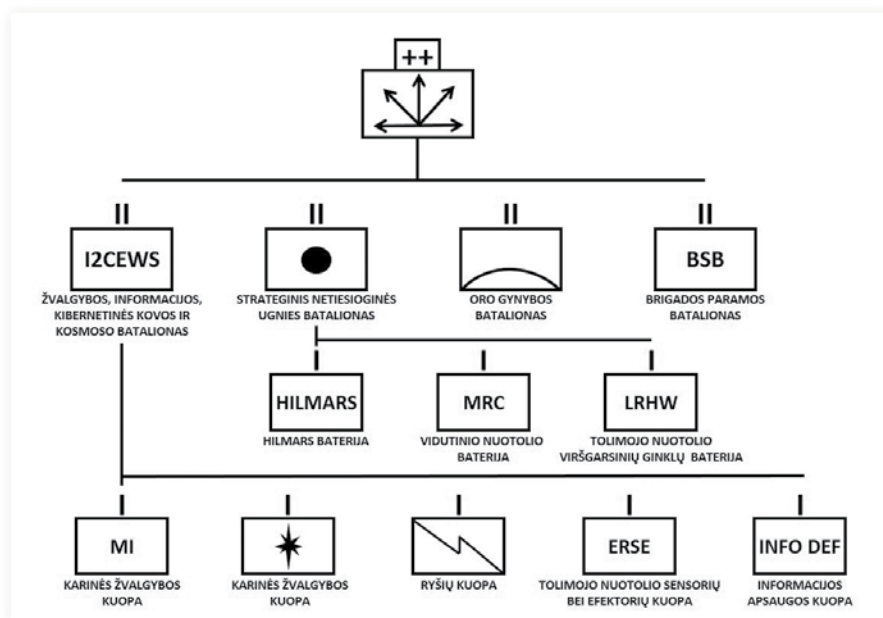 ++
II
II
II
II
I2CEWS
BSB
ŽVALGYBOS, INFORMACIJOS,
KIBERNETINĖS KOVOS IR
KOSMOSO BATALIONAS
STRATEGINIS NETIESIOGINĖS
UGNIES BATALIONAS
ORO GYNYBOS
BATALIONAS
BRIGADOS PARAMOS
BATALIONAS
I
I
I
HILMARS
MRC
LRHW
HILMARS BATERIJA
VIDUTINIO NUOTOLIO
BATERIJA
TOLIMOJO NUOTOLIO
VIRŠGARSINIŲ GINKLŲ BATERIJA
I
I
I
I
I
MI
ERSE
INFO DEF
KARINĖS ŽVALGYBOS
KUOPA
KARINĖS ŽVALGYBOS
KUOPA
RYŠIŲ KUOPA
TOLIMOJO NUOTOLIO SENSORIŲ
BEI EFEKTORIŲ KUOPA
INFORMACIJOS
APSAUGOS KUOPA